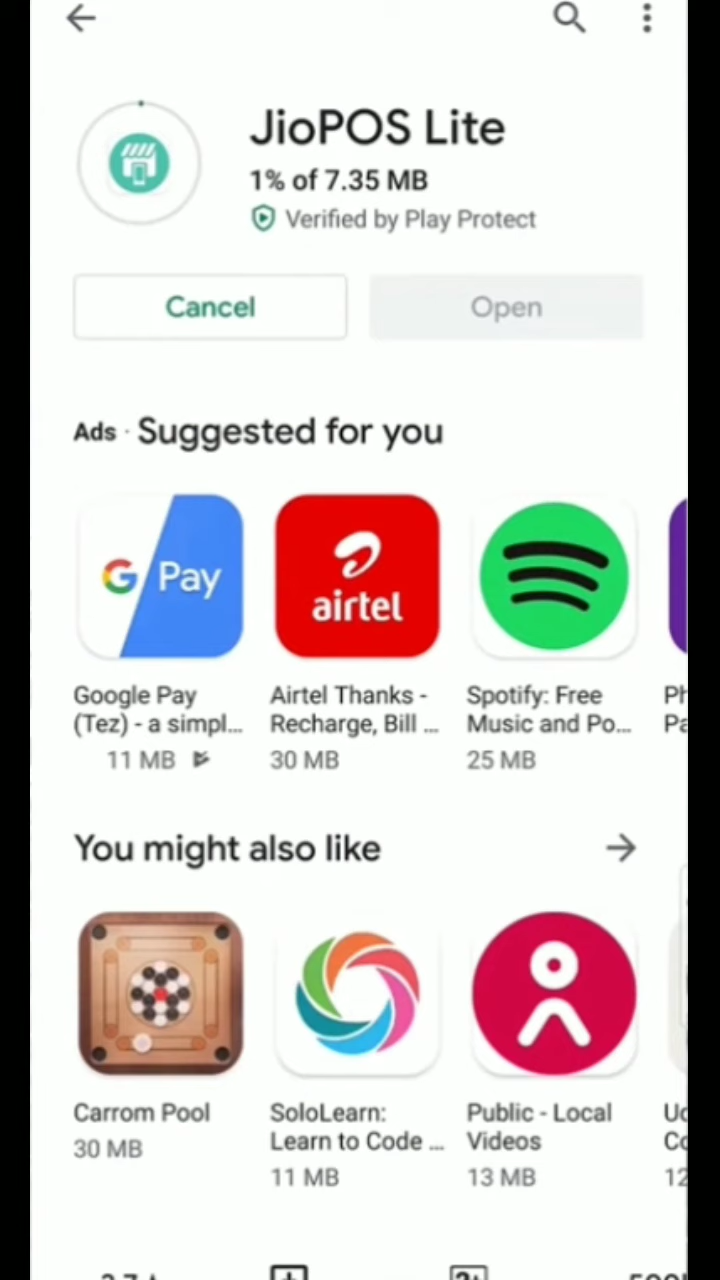 JioPOS Lite
1% of 7.35 MB
Verified by Play Protect
Cancel
Open
Ads · Suggested for you
G Pay
airtel
Google Pay
(Tez) - a simpl...
11 MB
Airtel Thanks -
Recharge, Bill ...
30 MB
Spotify: Free
Music and Po...
25 MB
You might also like
Carrom Pool
30 MB
SoloLearn:
Learn to Code ...
11 MB
Public - Local
Videos
13 MB